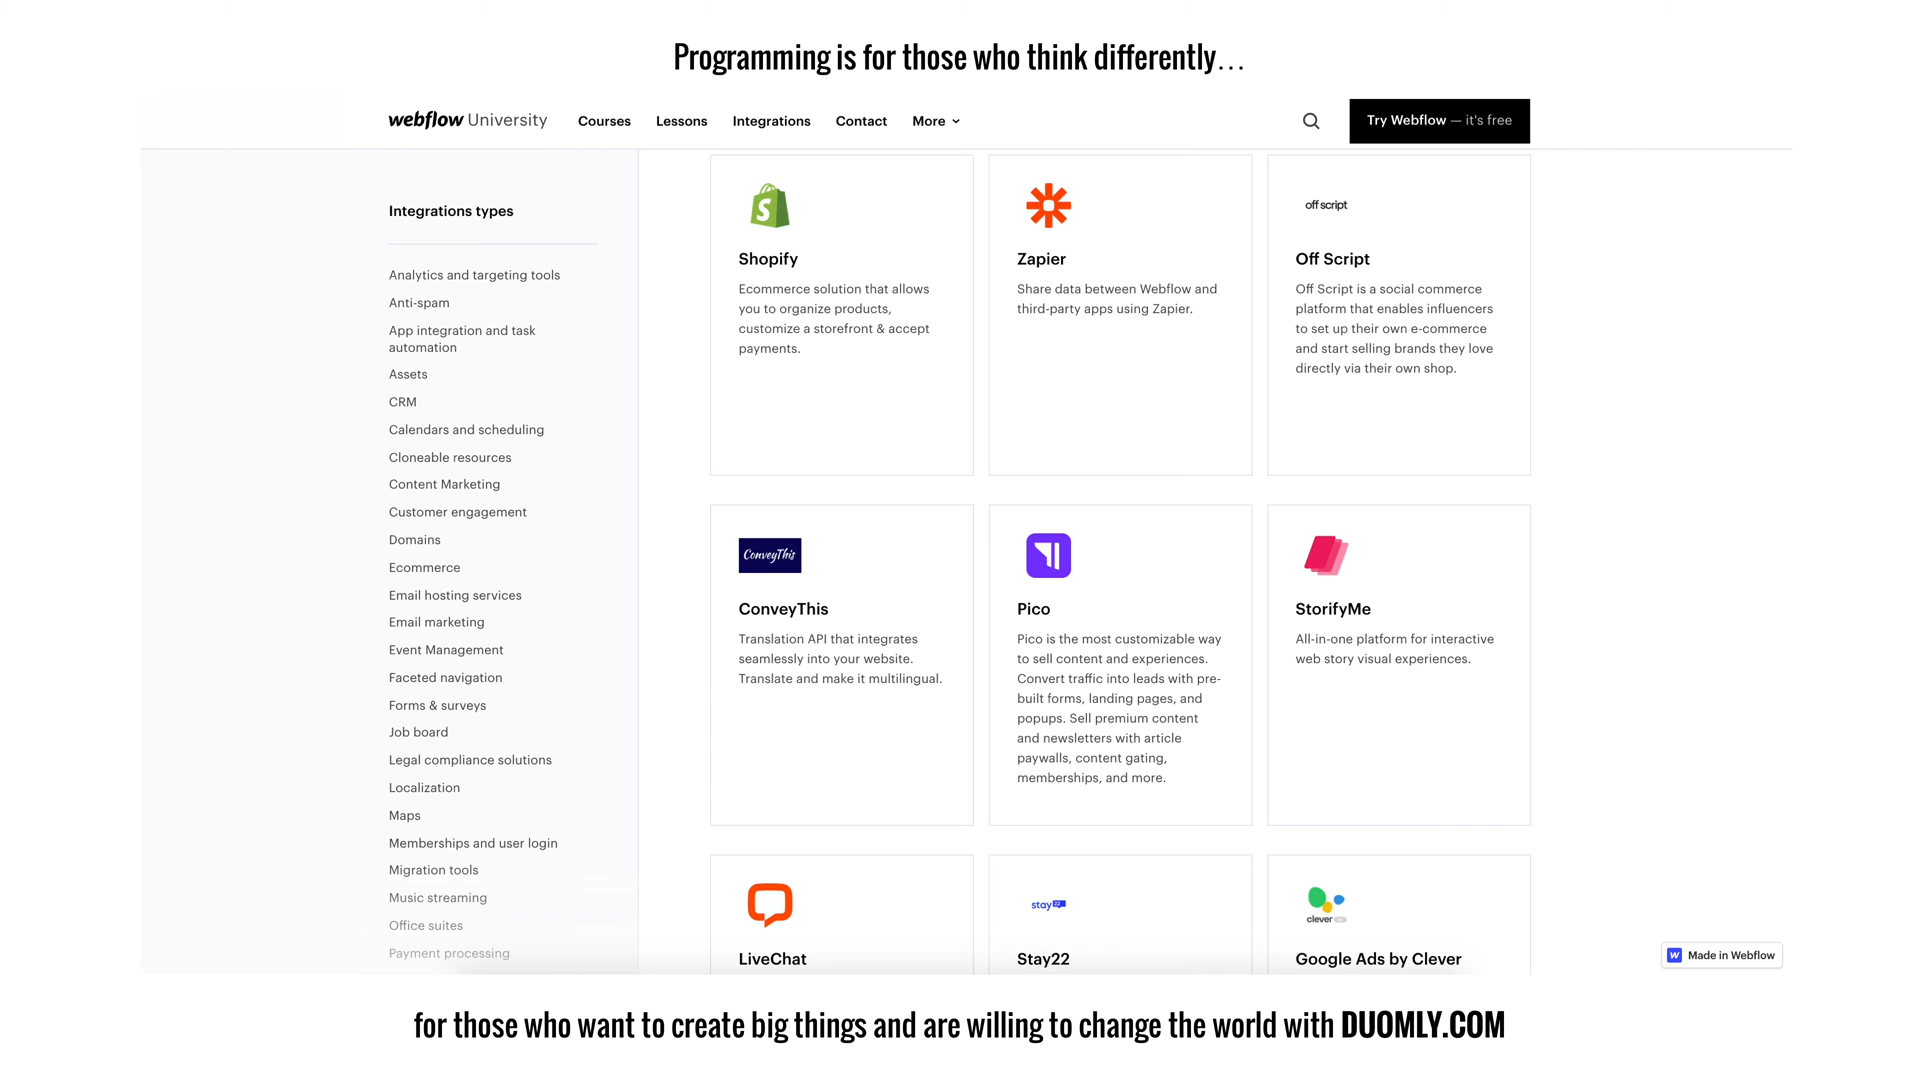 Programming is for those who think differently...
webflow University Courses Lessons Integrations Contact More Try Webflow — it's free
Integrations types
Analytics and targeting tools
Anti-spam
App integration and task
automation
Assets
CRM
Calendars and scheduling
Cloneable resources
Content Marketing
Customer engagement
Domains
Ecommerce
Email hosting services
Email marketing
Event Management
Faceted navigation
Forms & surveys
Job board
Legal compliance solutions
Localization
Maps
Memberships and user login
Migration tools
Music streaming
Office suites
Payment processing
Shopify
Ecommerce solution that allows
you to organize products,
customize a storefront & accept
payments.
Zapier
Share data between Webflow and
third-party apps using Zapier.
off script
Off Script
Off Script is a social commerce
platform that enables influencers
to set up their own e-commerce
and start selling brands they love
directly via their own shop.
ConveyThis
ConveyThis
Translation API that integrates
seamlessly into your website.
Translate and make it multilingual.
Pico
Pico is the most customizable way
to sell content and experiences.
Convert traffic into leads with pre-
built forms, landing pages, and
popups. Sell premium content
and newsletters with article
paywalls, content gating,
memberships, and more.
StorifyMe
All-in-one platform for interactive
web story visual experiences.
LiveChat
stay22
Stay22
clever
Google Ads by Clever
Made in Webflow
for those who want to create big things and are willing to change the world with DUOMLY.COM